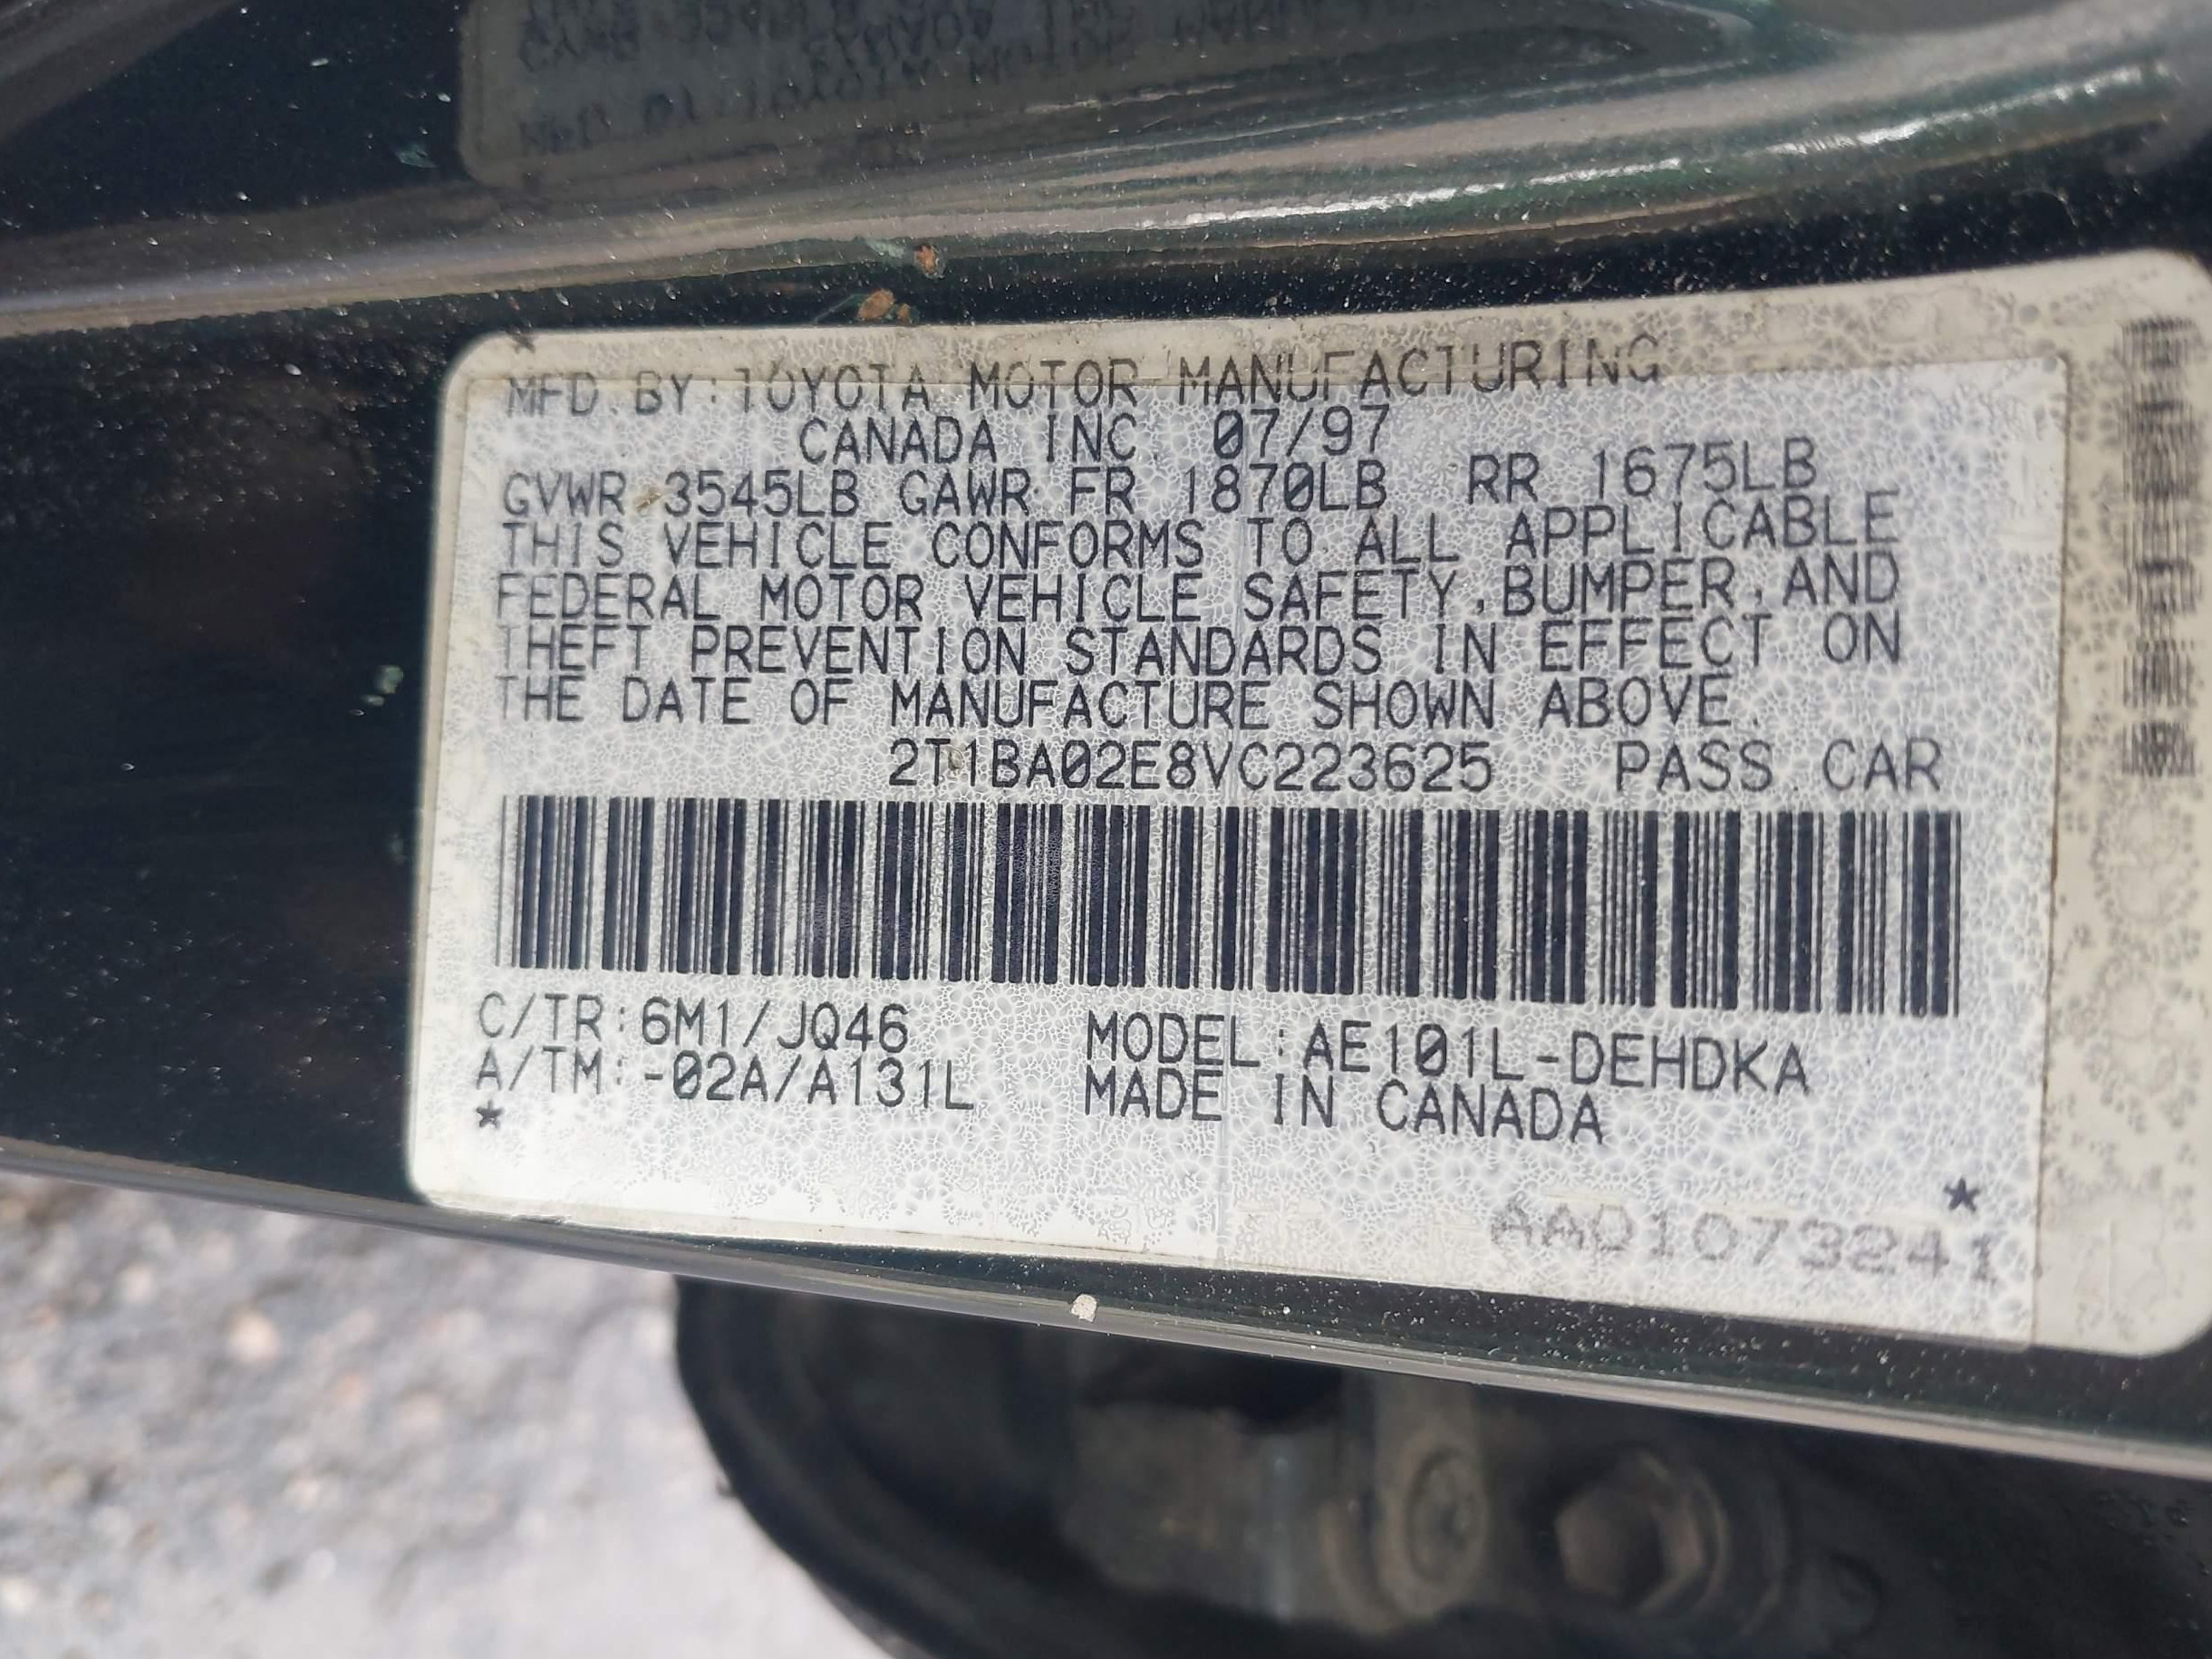 MFD. BY: TOYOTA MOTOR MANUFACTURING
CANADA INC. 07/97
GVWR 3545LB GAWR FR 1870LB RR 1675LB
THIS VEHICLE CONFORMS TO ALL APPLICABLE
FEDERAL MOTOR VEHICLE SAFETY, BUMPER, AND
THEFT PREVENTION STANDARDS IN EFFECT ON
THE DATE OF MANUFACTURE SHOWN ABOVE.
2T1BA02E8VC223625 PASS CAR
C/TR: 6M1/JQ46 MODEL: AE101L-DEHDKA
A/TM: -02A/A131L MADE IN CANADA
* *
AA01073241